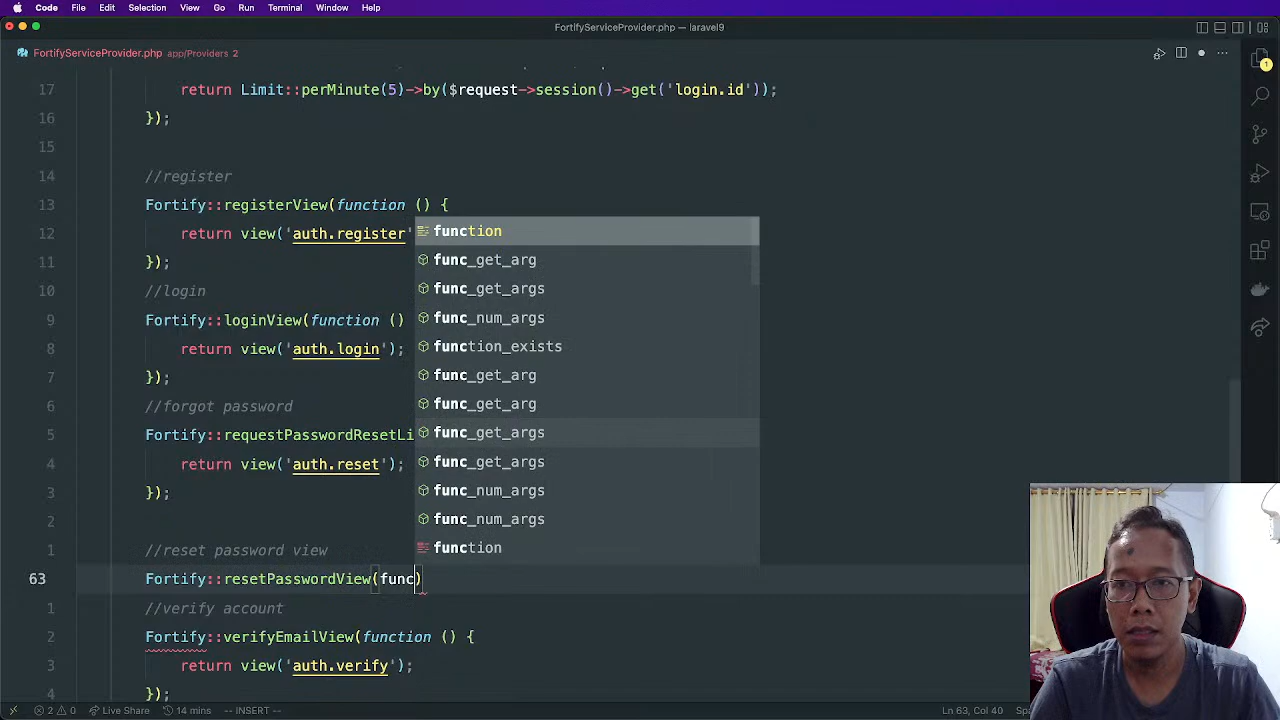 Code File Edit Selection View Go Run Terminal Window Help
FortifyServiceProvider.php — laravel9
FortifyServiceProvider.php app/Providers 2
17 return Limit::perMinute(5)->by($request->session()->get('login.id'));
16 });
15
14 //register
13 Fortify::registerView(function () {
12 return view('auth.register'
11 });
10 //login
9 Fortify::loginView(function ()
8 return view('auth.login');
7 });
6 //forgot password
5 Fortify::requestPasswordResetLi
4 return view('auth.reset');
3 });
2
1 //reset password view
63 Fortify::resetPasswordView(func)
1 //verify account
2 Fortify::verifyEmailView(function () {
3 return view('auth.verify');
4 });
function
func_get_arg
func_get_args
func_num_args
function_exists
func_get_arg
func_get_arg
func_get_args
func_get_args
func_num_args
func_num_args
function
1
2 0 Live Share 14 mins -- INSERT -- Ln 63, Col 40